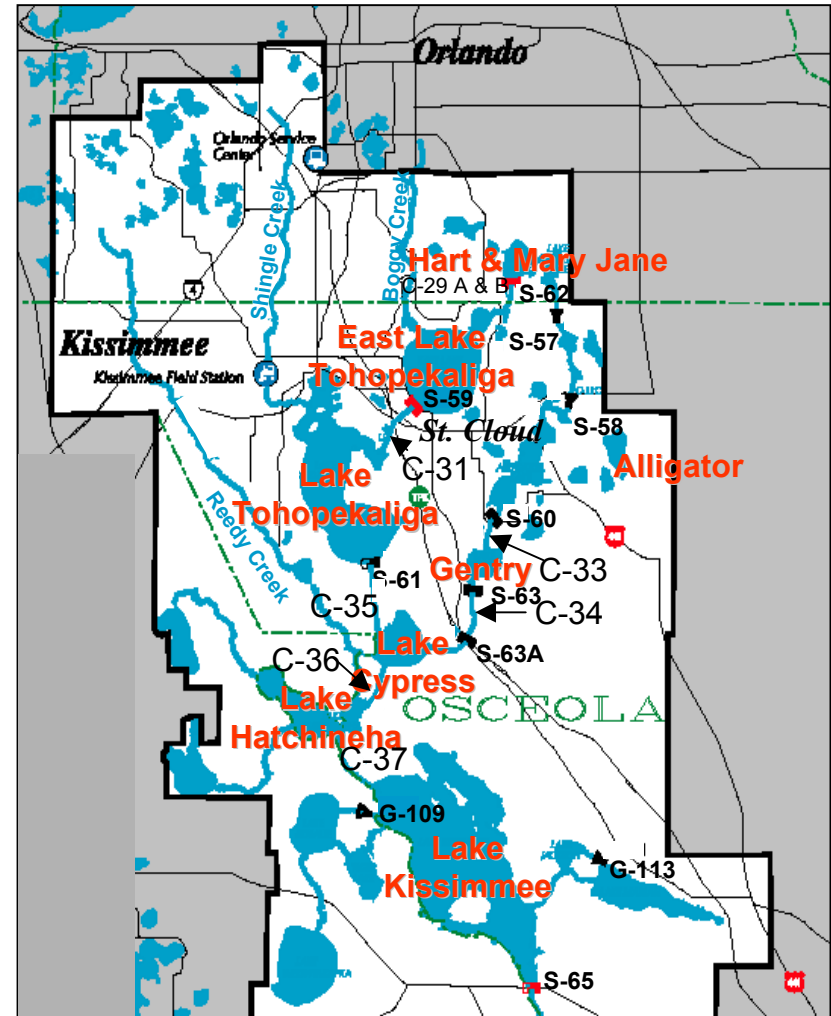 Orlando
Orlando Service
Center
Shingle Creek
Boggy Creek
Hart & Mary Jane
C-29 A & B
S-62
4
S-57
East Lake
Tohopekaliga
Kissimmee
Kissimmee Field Station
S-59
St. Cloud
S-58
C-31
Alligator
Lake
Tohopekaliga
Reedy Creek
S-60
C-33
S-61
Gentry
S-63
C-35
C-34
S-63A
Lake
Cypress
C-36
Lake
Hatchineha
OSCEOLA
C-37
G-109
Lake
Kissimmee
G-113
S-65